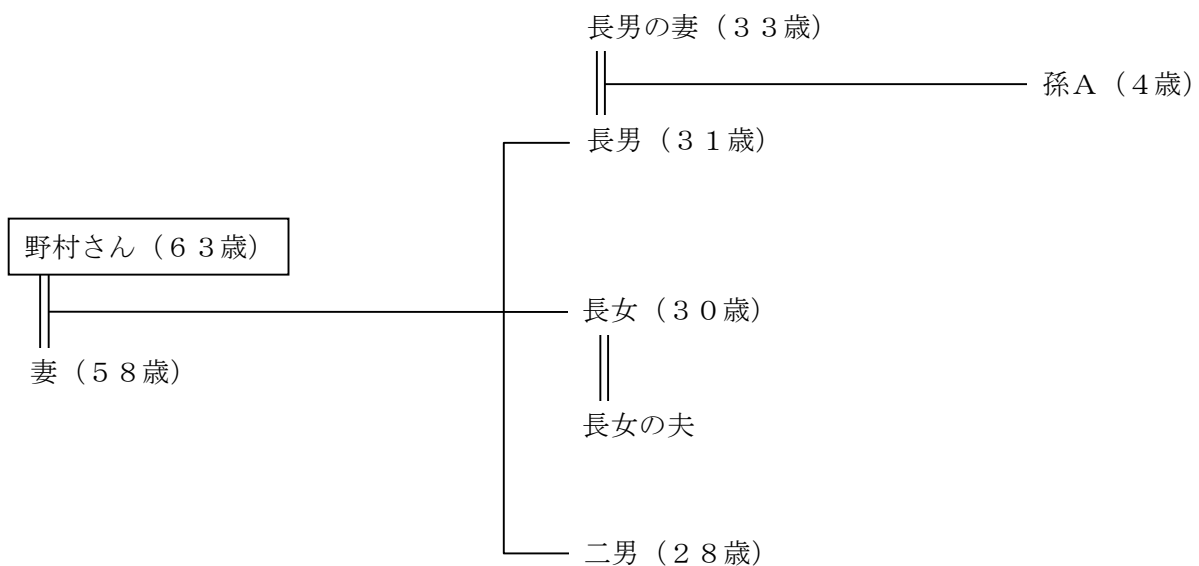 長男の妻（３３歳）
孫Ａ（４歳）
長男（３１歳）
野村さん（６３歳）
長女（３０歳）
妻（５８歳）
長女の夫
二男（２８歳）